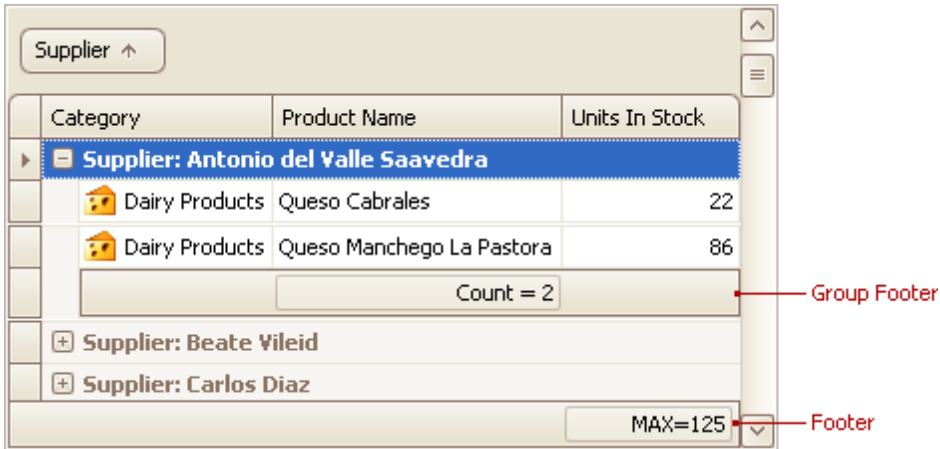 Supplier
Category Product Name Units In Stock
Supplier: Antonio del Valle Saavedra
Dairy Products Queso Cabrales 22
Dairy Products Queso Manchego La Pastora 86
Count = 2 Group Footer
Supplier: Beate Vileid
Supplier: Carlos Diaz
MAX=125 Footer